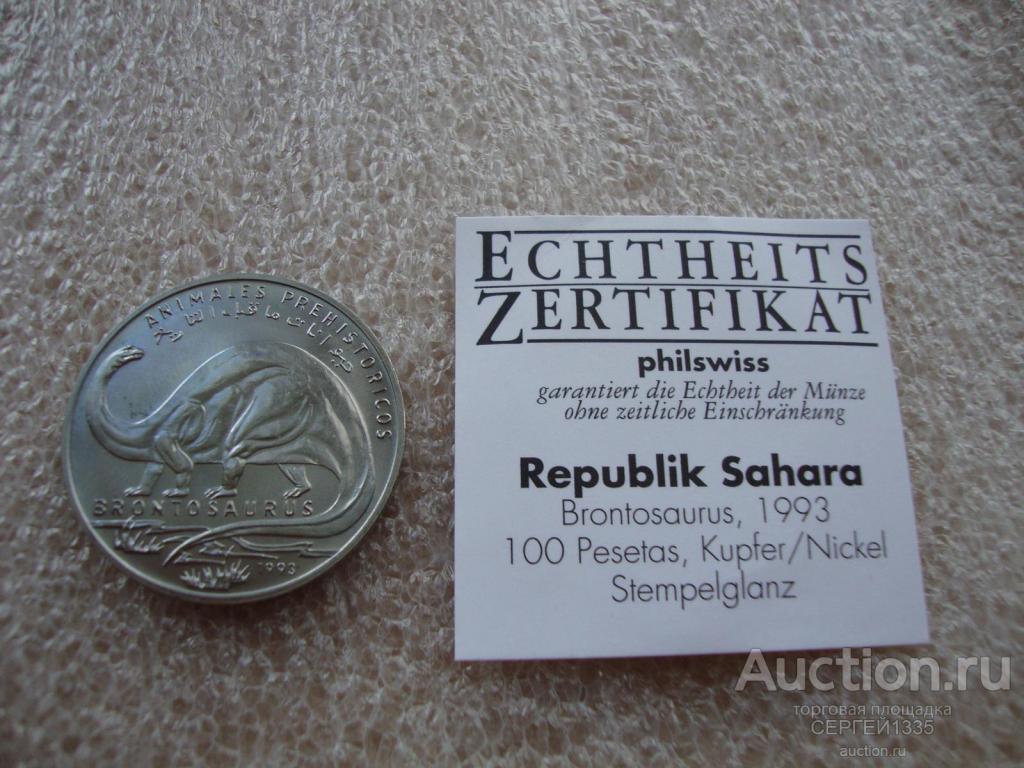 ANIMALES PREHISTORICOS
BRONTOSAURUS
1993
ECHTHEITS
ZERTIFIKAT
philswiss
garantiert die Echtheit der Münze
ohne zeitliche Einschränkung
Republik Sahara
Brontosaurus, 1993
100 Pesetas, Kupfer/Nickel
Stempelglanz
Auction.ru
торговая площадка
СЕРГЕЙ1335
auction.ru